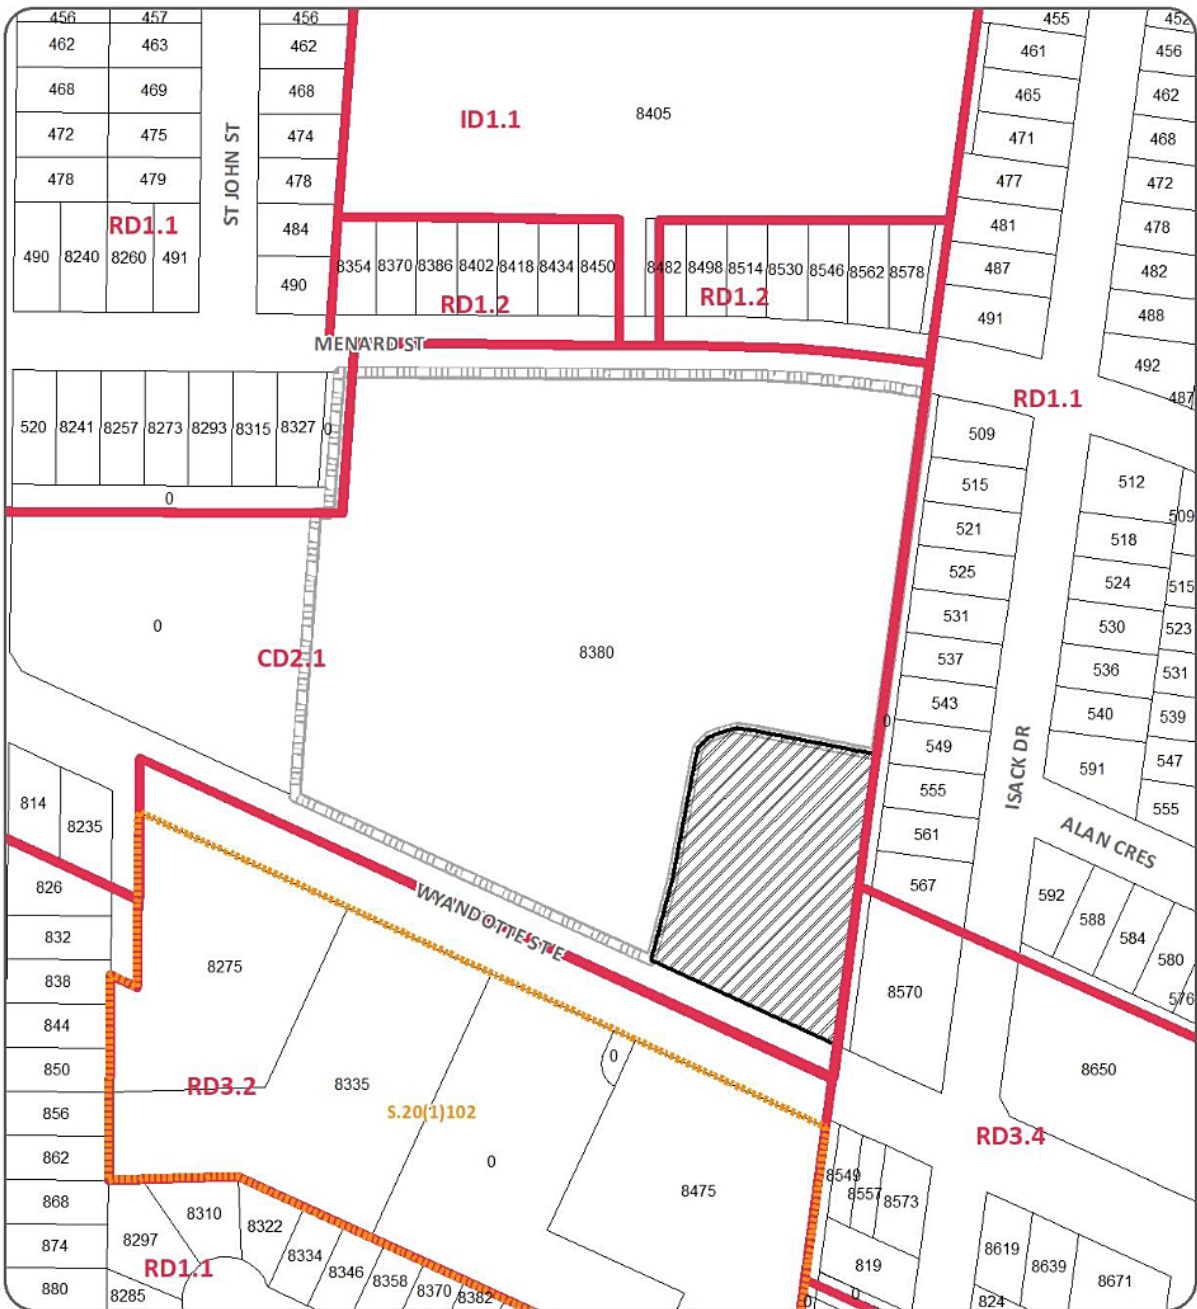 456 457 456 455 452
462 463 462 461 456
468 469 468 465 462
ID1.1 8405
472 475 474 471 468
ST JOHN ST
478 479 478 477 472
RD1.1
484 481 478
490 8240 8260 491
8354 8370 8386 8402 8418 8434 8450 8482 8498 8514 8530 8546 8562 8578
487 482
490
RD1.2 RD1.2
491 488
MENARD ST
492
RD1.1 487
520 8241 8257 8273 8293 8315 8327 0
509
515 512
0
509
521 518
525 524 515
531 530 523
0
CD2.1
8380
537 536 531
543 540 539
0
549 547
ISACK DR
591
555 555
814
8235
561
ALAN CRES
826
567 592
WYANDOTTE ST E
588
832 584
580
8275
838 8570 576
844
0
850 8650
RD3.2 8335
S.20(1)102
856
RD3.4
862 0
8549
8475 8557 8573
868 8310
8322
874 8297
8334 8619
RD1.1
8346 819 8639
8358 8671
880 8285 8370 8382 0 0 824